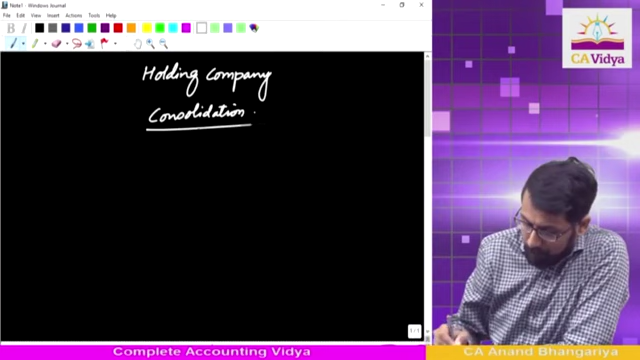 Note1 - Windows Journal
File Edit View Insert Actions Tools Help
B I
Holding Company
Consolidation.
1 / 1
CA Vidya
Complete Accounting Vidya
CA Anand Bhangariya